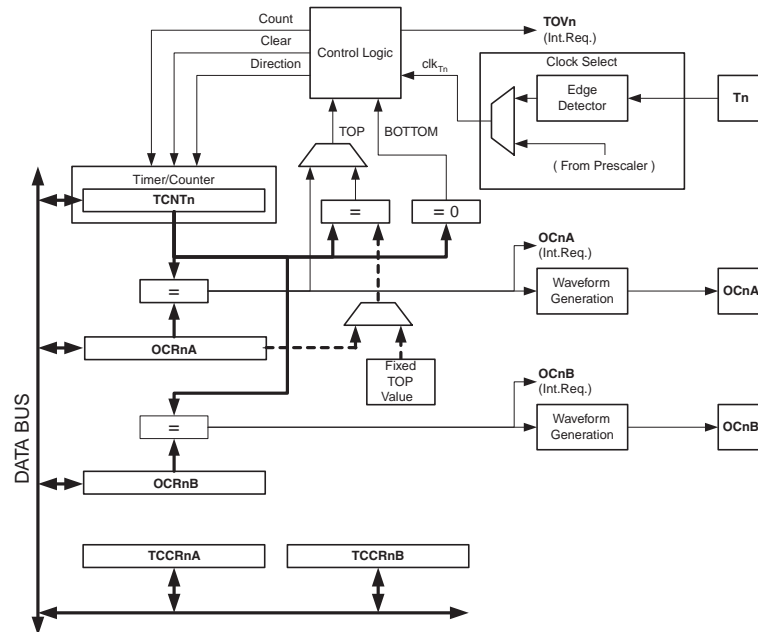 Count
Clear
Direction
Control Logic
TOVn
(Int.Req.)
clkTn
Clock Select
Edge
Detector
Tn
( From Prescaler )
TOP
BOTTOM
Timer/Counter
TCNTn
=
= 0
OCnA
(Int.Req.)
=
Waveform
Generation
OCnA
OCRnA
Fixed
TOP
Value
OCnB
(Int.Req.)
=
Waveform
Generation
OCnB
OCRnB
DATA BUS
TCCRnA
TCCRnB